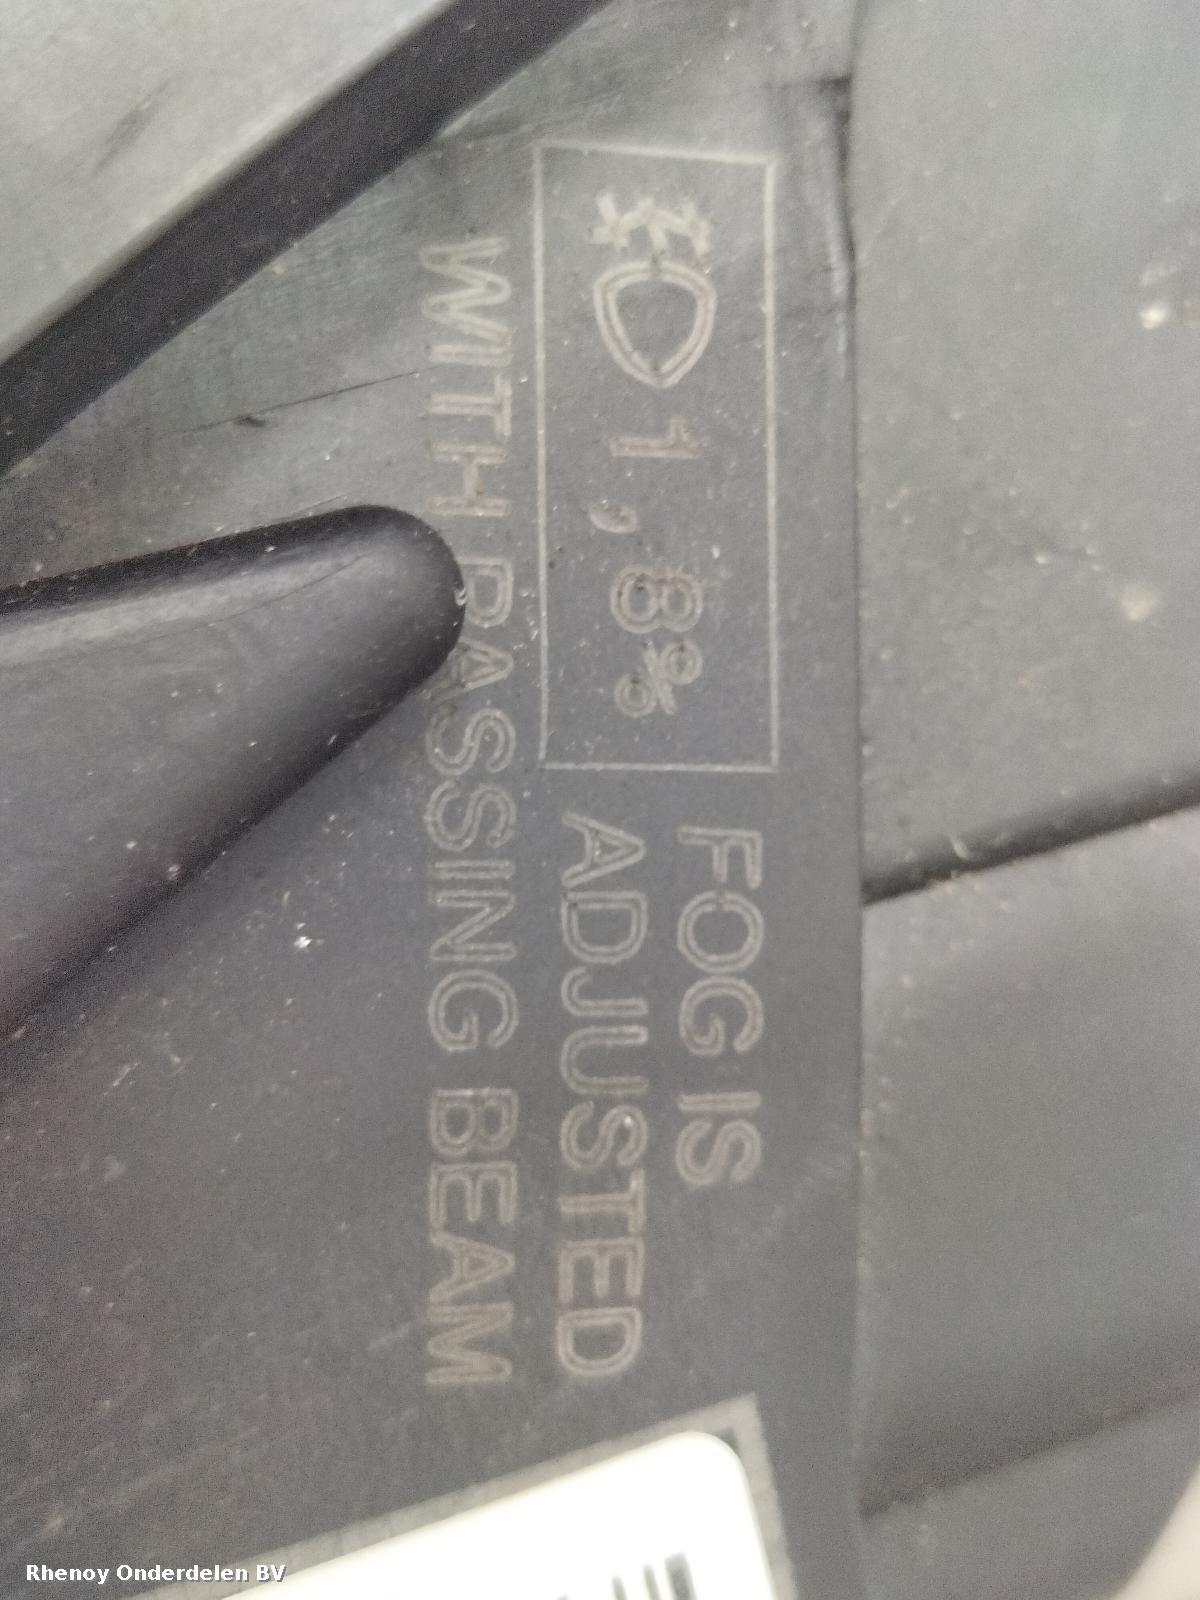 1,8%
FOG IS
ADJUSTED
WITH PASSING BEAM
Rhenoy Onderdelen BV